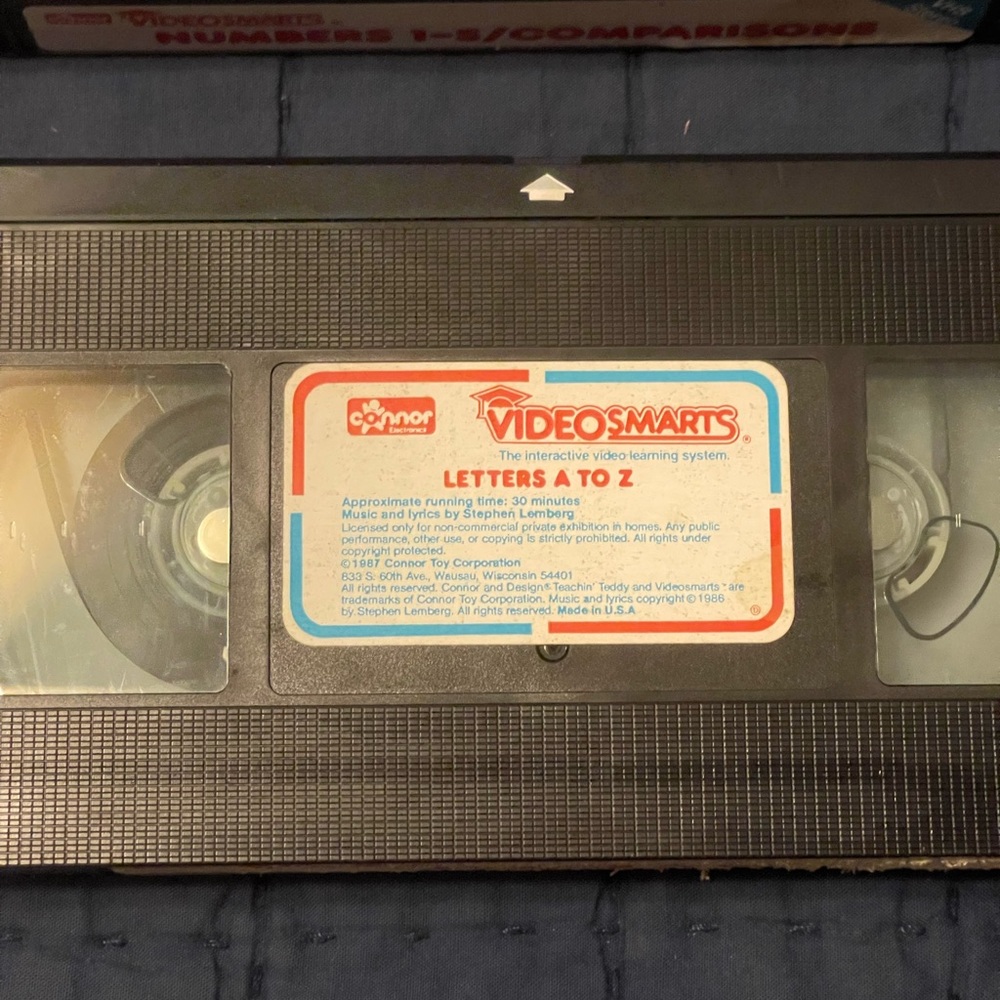 connor VIDEOSMARTS
NUMBERS 1-5/COMPARISONS
VHS
connor
Electronics
VIDEOSMARTS®
The interactive video learning system.
LETTERS A TO Z
Approximate running time: 30 minutes
Music and lyrics by Stephen Lemberg
Licensed only for non-commercial private exhibition in homes. Any public
performance, other use, or copying is strictly prohibited. All rights under
copyright protected.
©1987 Connor Toy Corporation
833 S. 60th Ave., Wausau, Wisconsin 54401
All rights reserved. Connor and Design® Teachin' Teddy and Videosmarts are
trademarks of Connor Toy Corporation. Music and lyrics copyright © 1986
by Stephen Lemberg. All rights reserved. Made in U.S.A